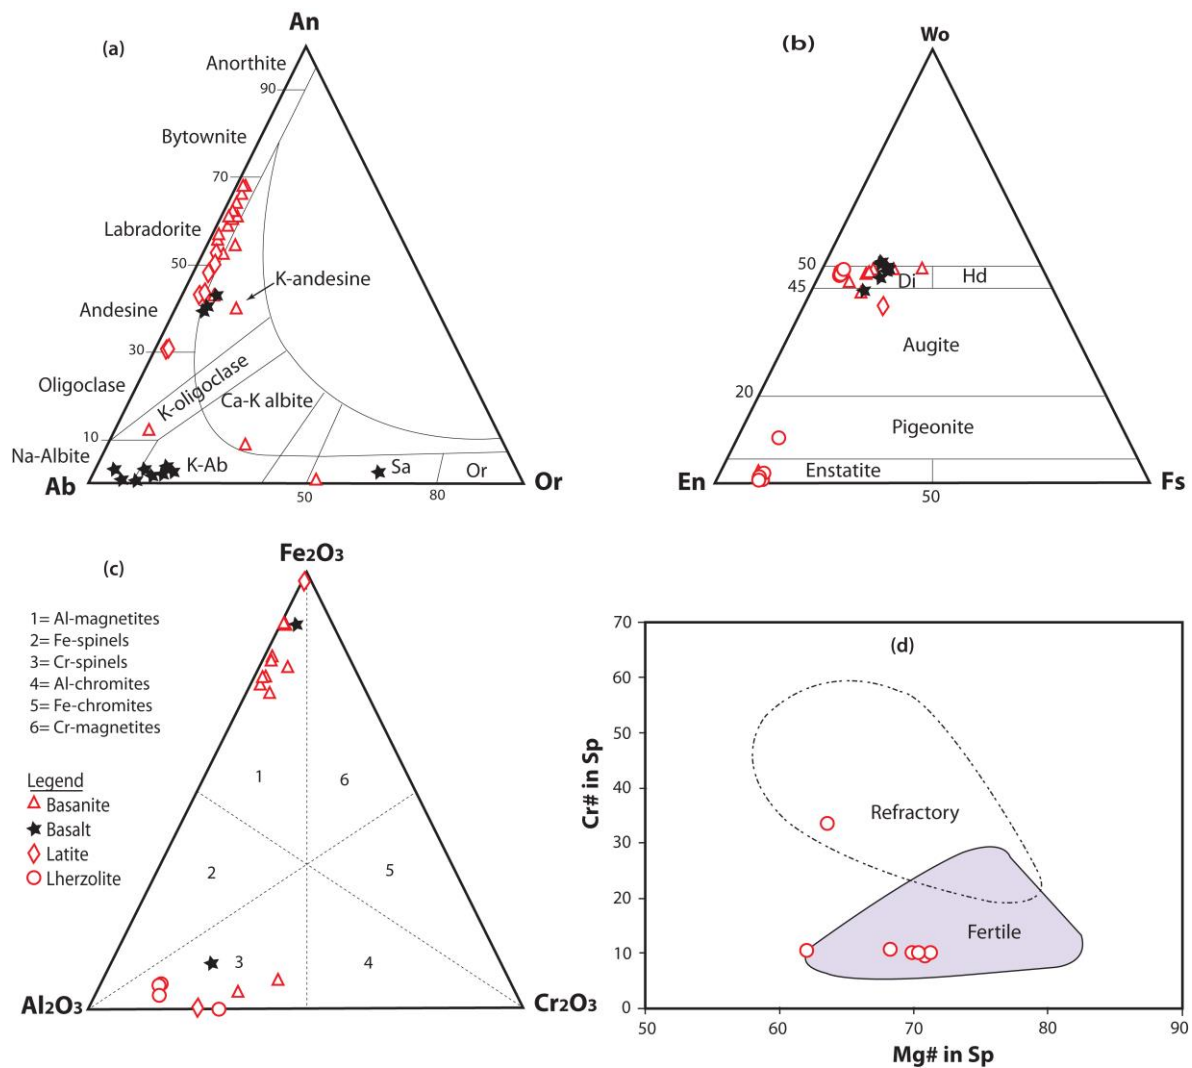 (a)
An
Anorthite
90
Bytownite
70
Labradorite
50
K-andesine
Andesine
30
Oligoclase
K-oligoclase
Ca-K albite
10
Na-Albite
K-Ab
Sa
Or
Ab
50
80
Or
(b)
Wo
50
45
Di
Hd
Augite
20
Pigeonite
Enstatite
En
50
Fs
(c)
Fe2O3
1= Al-magnetites
2= Fe-spinels
3= Cr-spinels
4= Al-chromites
5= Fe-chromites
6= Cr-magnetites
Legend
Basanite
Basalt
Latite
Lherzolite
1
6
2
5
3
4
Al2O3
Cr2O3
(d)
Cr# in Sp
70
60
50
40
30
20
10
0
Refractory
Fertile
50
60
70
80
90
Mg# in Sp